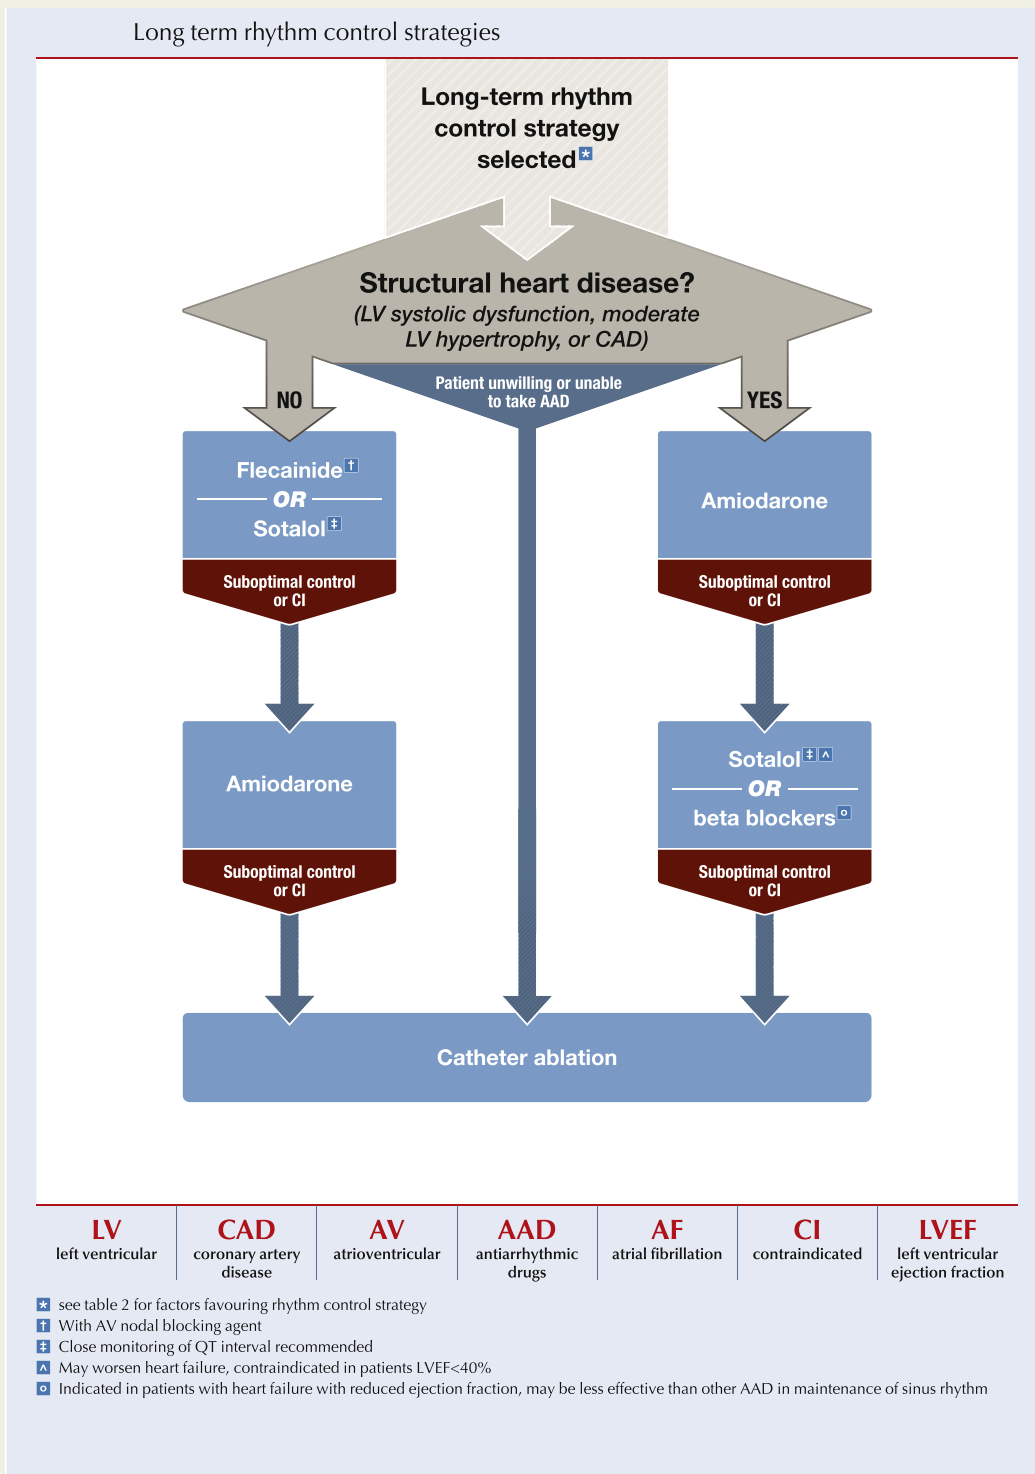 Long term rhythm control strategies
Long-term rhythm
control strategy
selected*
Structural heart disease?
(LV systolic dysfunction, moderate
LV hypertrophy, or CAD)
Patient unwilling or unable
to take AAD
NO
YES
Flecainide†
OR
Sotalol‡
Suboptimal control
or CI
Amiodarone
Suboptimal control
or CI
Amiodarone
Suboptimal control
or CI
Sotalol‡ ^
OR
beta blockers°
Suboptimal control
or CI
Catheter ablation
LV
left ventricular
CAD
coronary artery
disease
AV
atrioventricular
AAD
antiarrhythmic
drugs
AF
atrial fibrillation
CI
contraindicated
LVEF
left ventricular
ejection fraction
* see table 2 for factors favouring rhythm control strategy
† With AV nodal blocking agent
‡ Close monitoring of QT interval recommended
^ May worsen heart failure, contraindicated in patients LVEF<40%
° Indicated in patients with heart failure with reduced ejection fraction, may be less effective than other AAD in maintenance of sinus rhythm